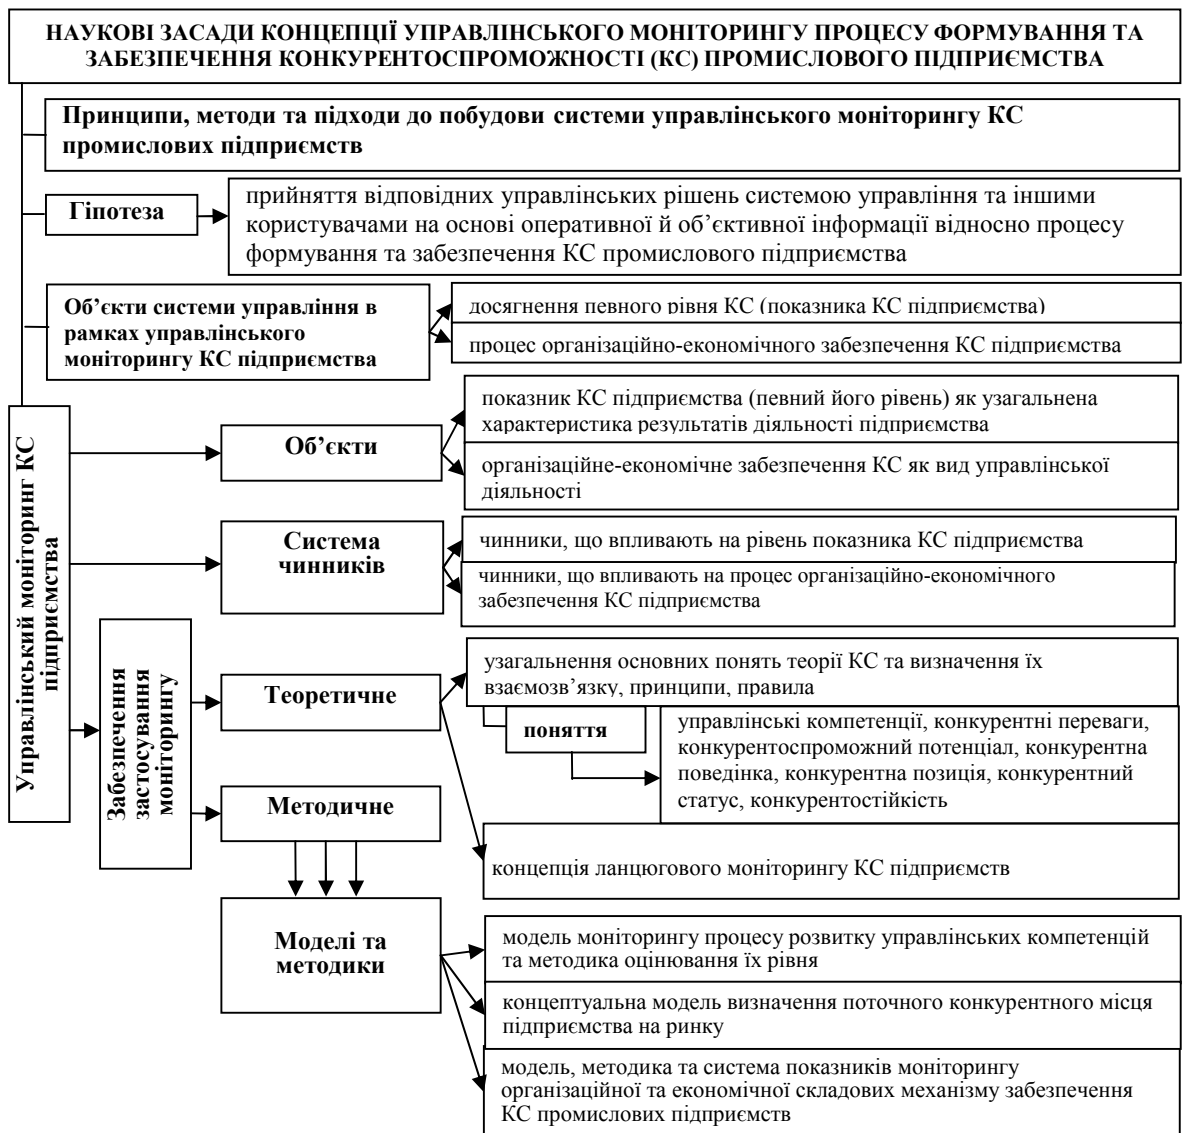 НАУКОВІ ЗАСАДИ КОНЦЕПЦІЇ УПРАВЛІНСЬКОГО МОНІТОРИНГУ ПРОЦЕСУ ФОРМУВАННЯ ТА
ЗАБЕЗПЕЧЕННЯ КОНКУРЕНТОСПРОМОЖНОСТІ (КС) ПРОМИСЛОВОГО ПІДПРИЄМСТВА
Принципи, методи та підходи до побудови системи управлінського моніторингу КС
промислових підприємств
Гіпотеза
прийняття відповідних управлінських рішень системою управління та іншими
користувачами на основі оперативної й об’єктивної інформації відносно процесу
формування та забезпечення КС промислового підприємства
Об’єкти системи управління в
рамках управлінського
моніторингу КС підприємства
досягнення певного рівня КС (показника КС підприємства)
процес організаційно-економічного забезпечення КС підприємства
Управлінський моніторинг КС
підприємства
Об’єкти
показник КС підприємства (певний його рівень) як узагальнена
характеристика результатів діяльності підприємства
організаційне-економічне забезпечення КС як вид управлінської
діяльності
Система
чинників
чинники, що впливають на рівень показника КС підприємства
чинники, що впливають на процес організаційно-економічного
забезпечення КС підприємства
Забезпечення
застосування
моніторингу
Теоретичне
узагальнення основних понять теорії КС та визначення їх
взаємозв’язку, принципи, правила
поняття
управлінські компетенції, конкурентні переваги,
конкурентоспроможний потенціал, конкурентна
поведінка, конкурентна позиція, конкурентний
статус, конкурентостійкість
концепція ланцюгового моніторингу КС підприємств
Методичне
Моделі та
методики
модель моніторингу процесу розвитку управлінських компетенцій
та методика оцінювання їх рівня
концептуальна модель визначення поточного конкурентного місця
підприємства на ринку
модель, методика та система показників моніторингу
організаційної та економічної складових механізму забезпечення
КС промислових підприємств